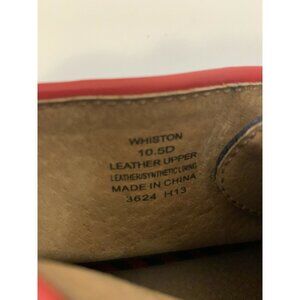 WHISTON
10.5D
LEATHER UPPER
LEATHER/SYNTHETIC LINING
MADE IN CHINA
3624 H13